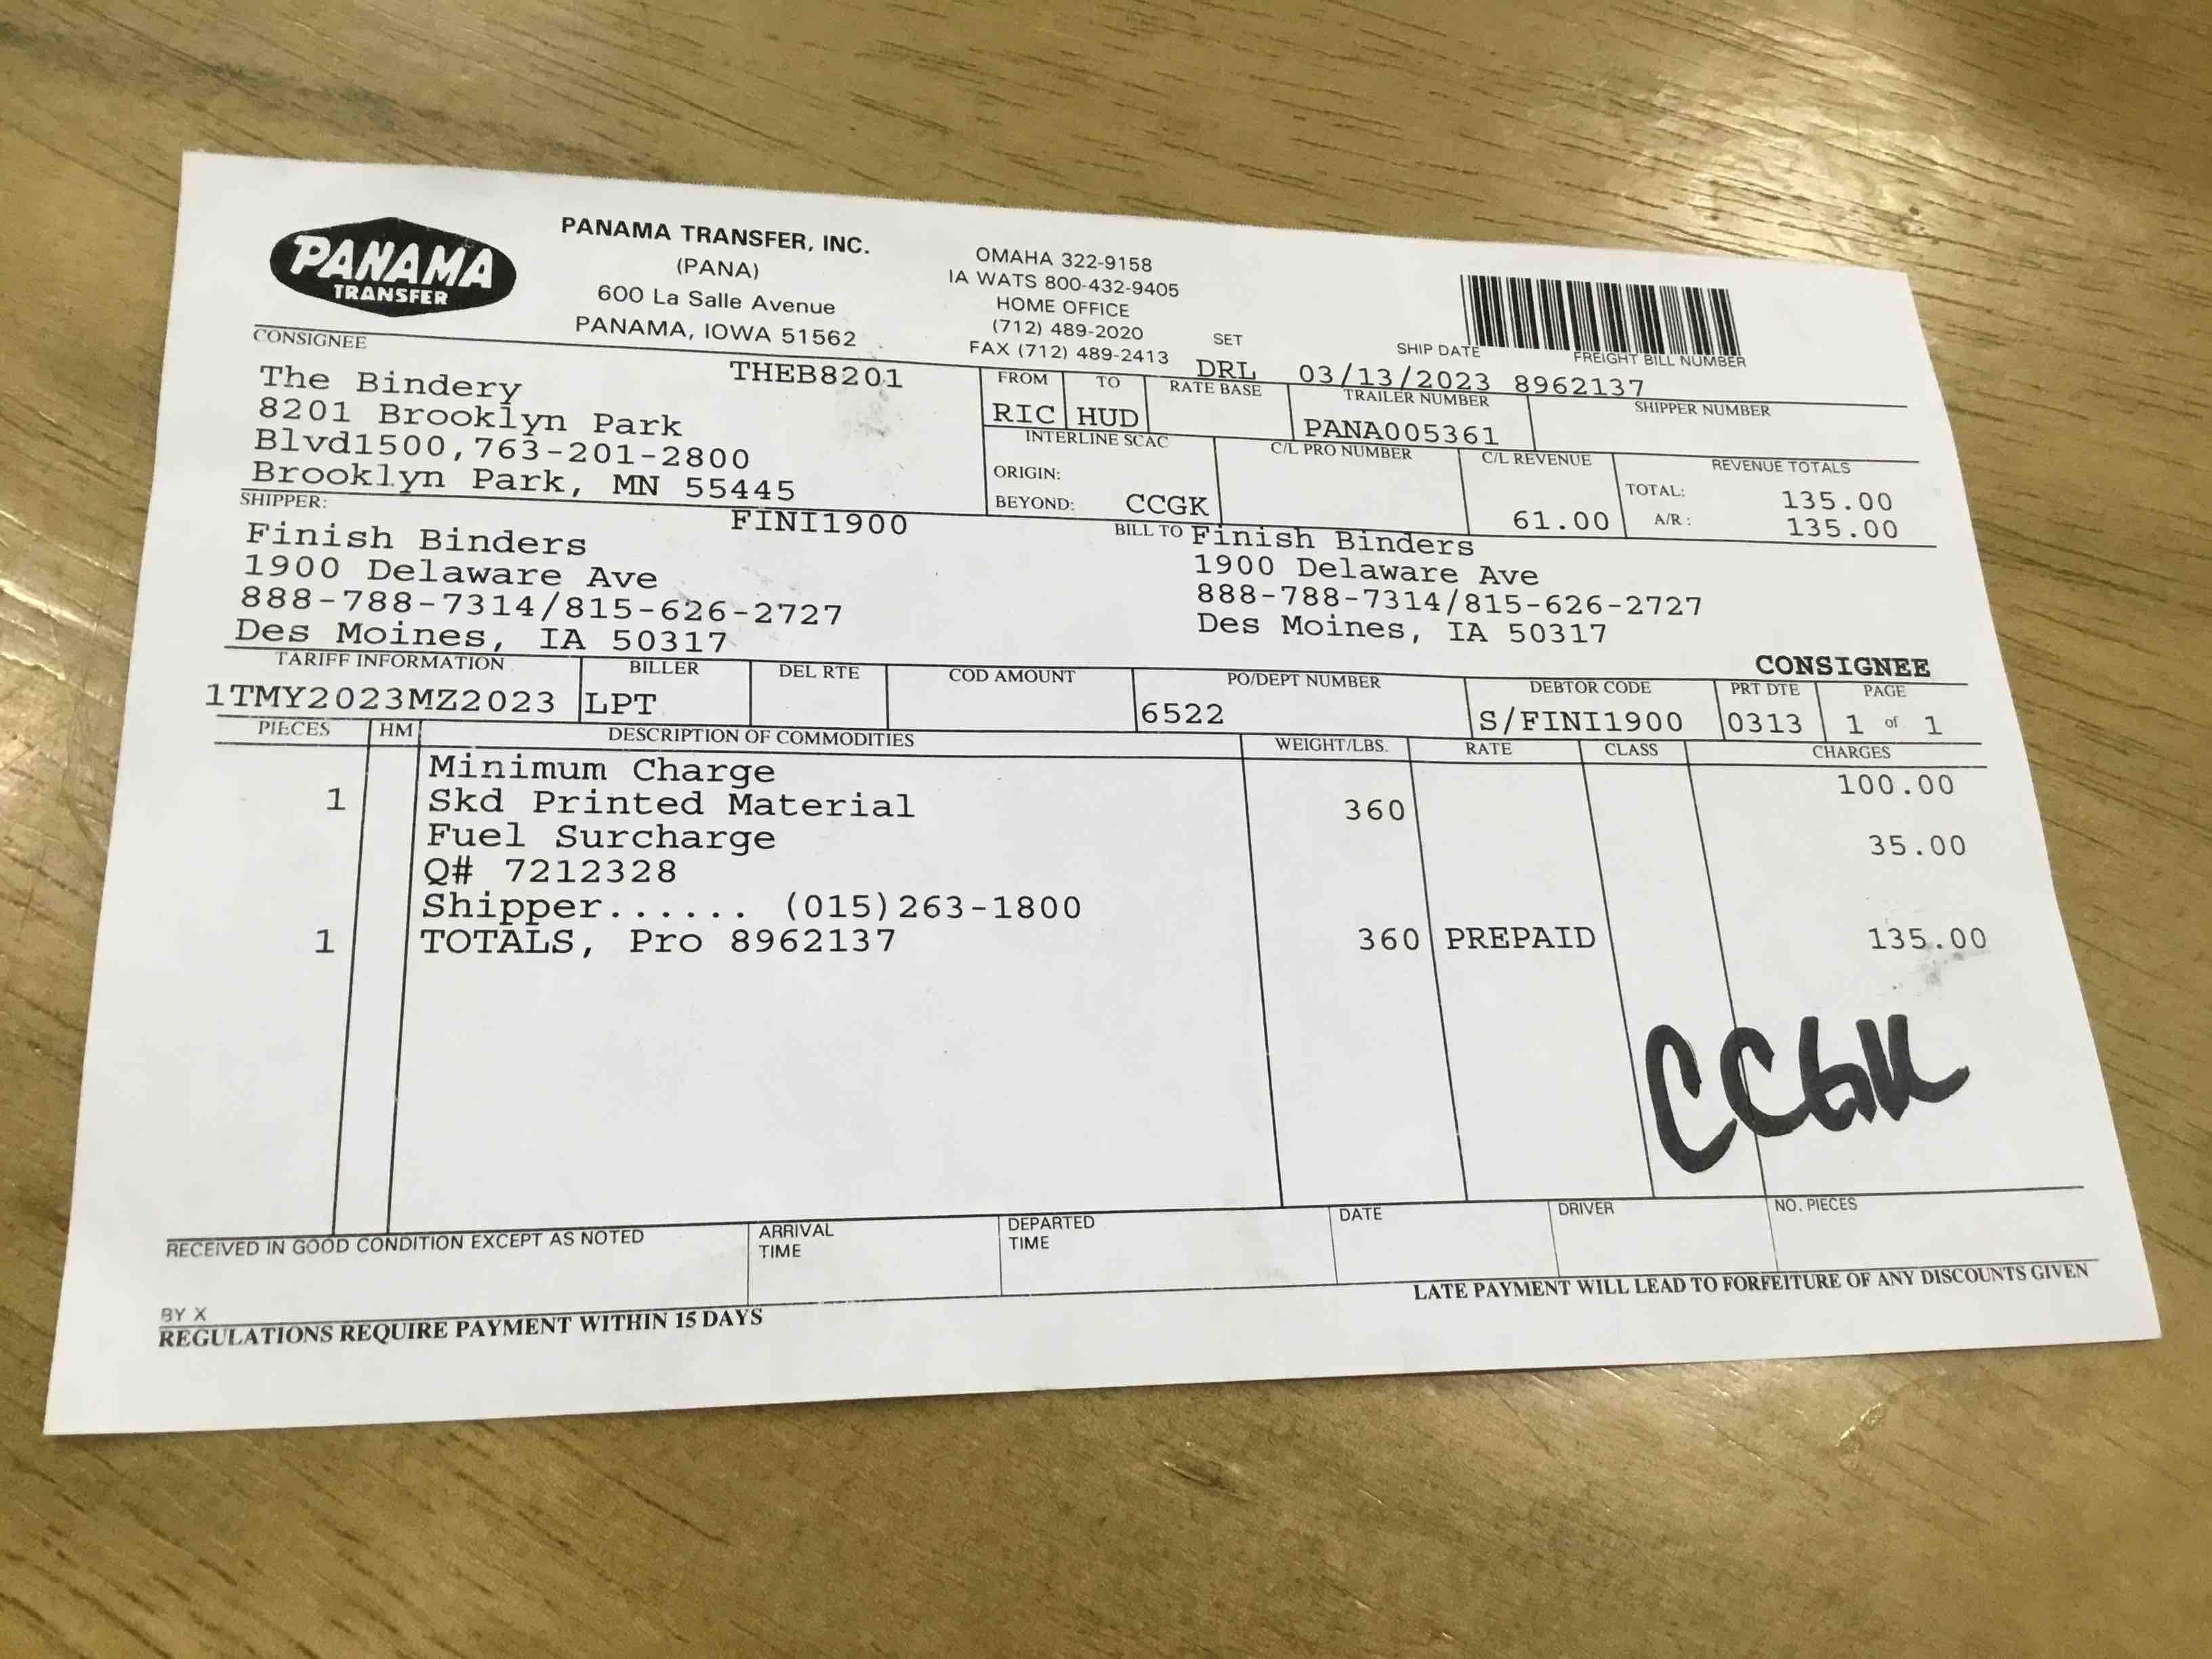 PANAMA
TRANSFER
PANAMA TRANSFER, INC.
(PANA)
600 La Salle Avenue
PANAMA, IOWA 51562
OMAHA 322-9158
IA WATS 800-432-9405
HOME OFFICE
(712) 489-2020
FAX (712) 489-2413
SET
DRL
SHIP DATE
03/13/2023
FREIGHT BILL NUMBER
8962137
CONSIGNEE
THEB8201
The Bindery
8201 Brooklyn Park
Blvd1500,763-201-2800
Brooklyn Park, MN 55445
FROM TO RATE BASE TRAILER NUMBER SHIPPER NUMBER
RIC HUD PANA005361
INTERLINE SCAC C/L PRO NUMBER C/L REVENUE REVENUE TOTALS
ORIGIN:
BEYOND: CCGK
61.00
TOTAL: 135.00
A/R: 135.00
SHIPPER:
FINI1900
Finish Binders
1900 Delaware Ave
888-788-7314/815-626-2727
Des Moines, IA 50317
BILL TO Finish Binders
1900 Delaware Ave
888-788-7314/815-626-2727
Des Moines, IA 50317
CONSIGNEE
TARIFF INFORMATION BILLER DEL RTE COD AMOUNT PO/DEPT NUMBER DEBTOR CODE PRT DTE PAGE
1TMY2023MZ2023 LPT 6522 S/FINI1900 0313 1 of 1
PIECES HM DESCRIPTION OF COMMODITIES WEIGHT/LBS. RATE CLASS CHARGES
Minimum Charge 100.00
1 Skd Printed Material 360
Fuel Surcharge 35.00
Q# 7212328
Shipper...... (015)263-1800
1 TOTALS, Pro 8962137 360 PREPAID 135.00
CCGK
RECEIVED IN GOOD CONDITION EXCEPT AS NOTED
ARRIVAL
TIME
DEPARTED
TIME
DATE
DRIVER
NO. PIECES
BY X
REGULATIONS REQUIRE PAYMENT WITHIN 15 DAYS
LATE PAYMENT WILL LEAD TO FORFEITURE OF ANY DISCOUNTS GIVEN